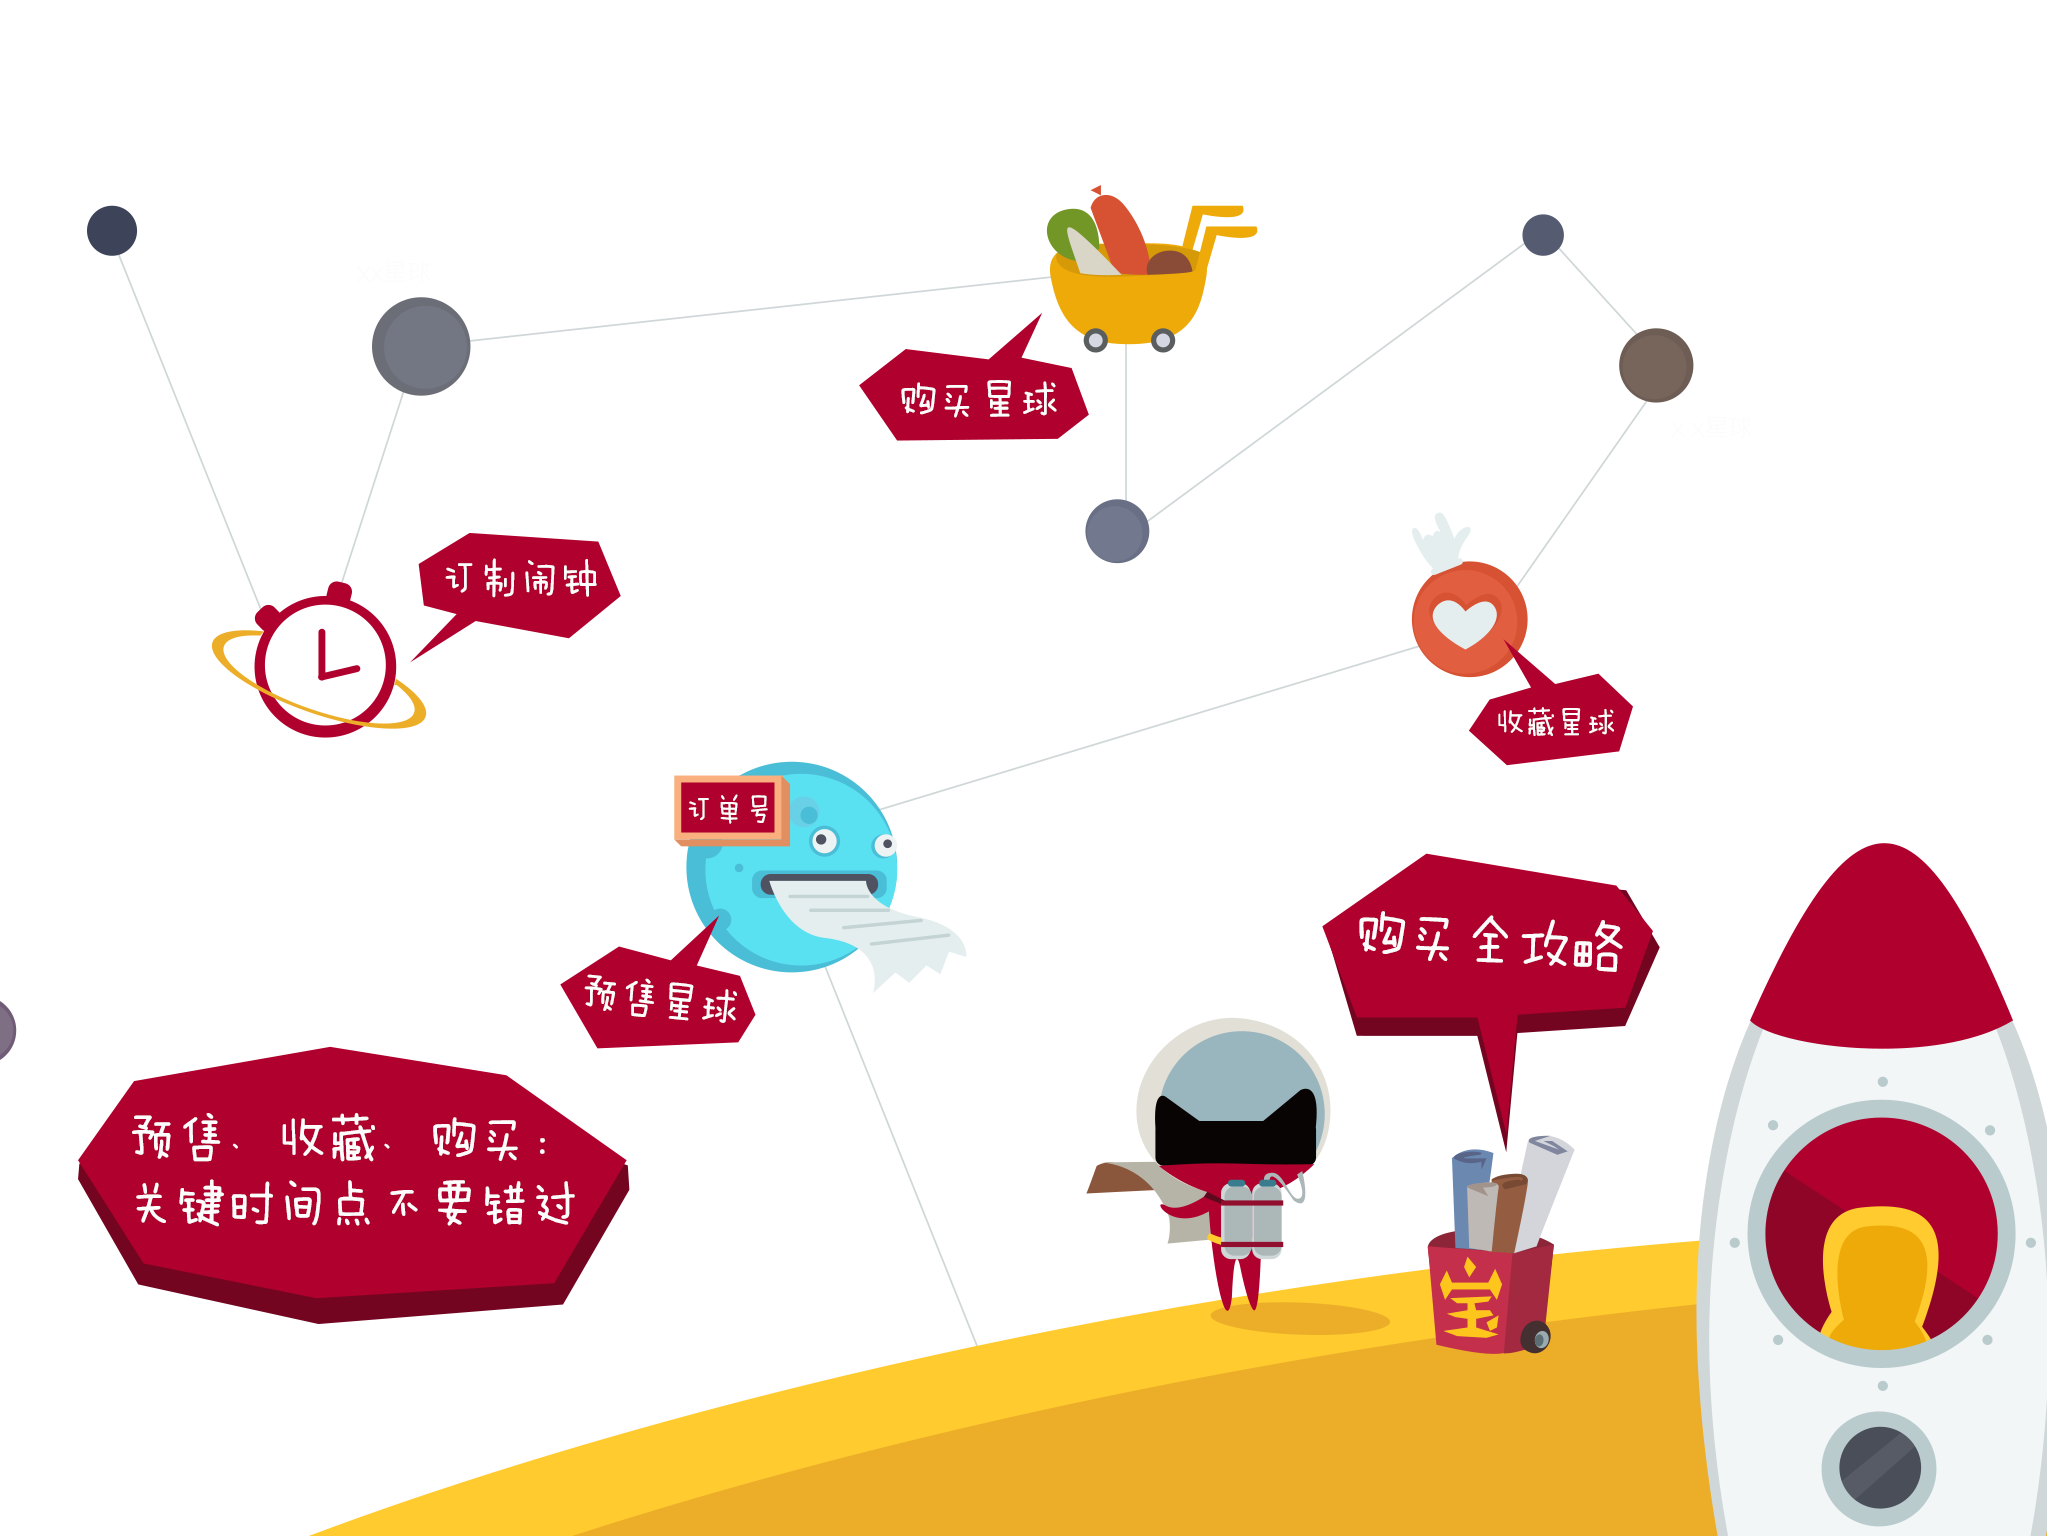 购买星球
订制闹钟
收藏星球
订单号
购买全攻略
预售星球
预售、收藏、购买：
关键时间点不要错过
宝